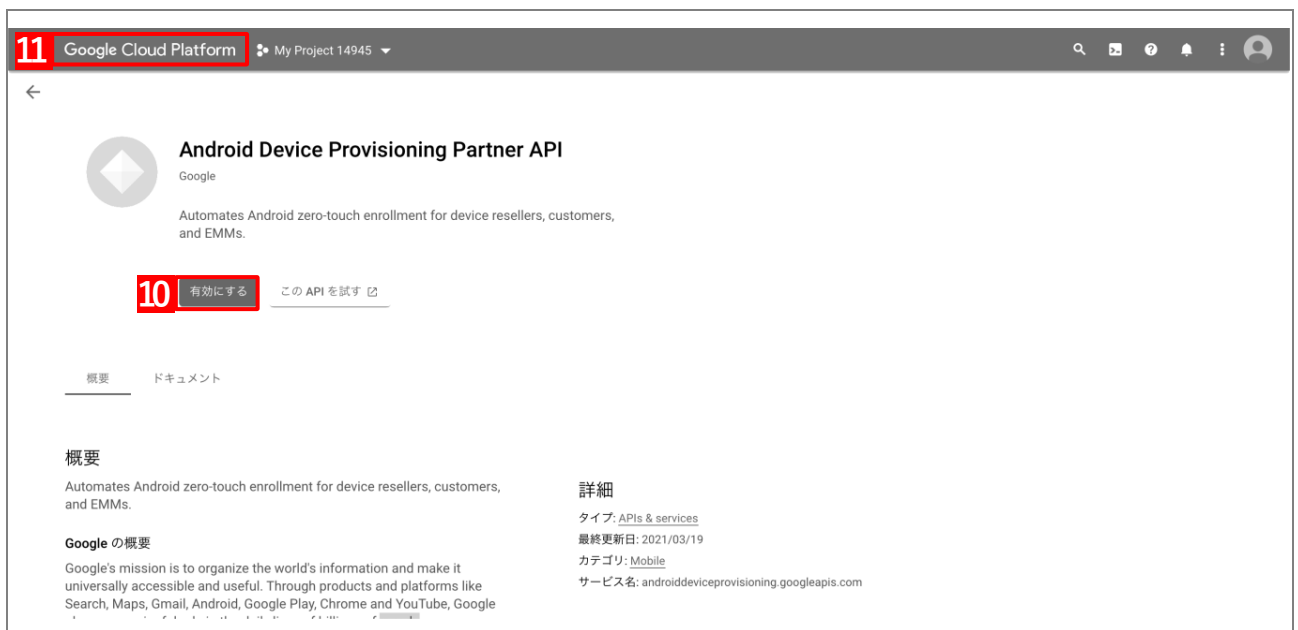 11 Google Cloud Platform My Project 14945
Android Device Provisioning Partner API
Google
Automates Android zero-touch enrollment for device resellers, customers,
and EMMs.
10 有効にする この API を試す
概要 ドキュメント
概要
Automates Android zero-touch enrollment for device resellers, customers,
and EMMs.
Google の概要
Google's mission is to organize the world's information and make it
universally accessible and useful. Through products and platforms like
Search, Maps, Gmail, Android, Google Play, Chrome and YouTube, Google
詳細
タイプ: APIs & services
最終更新日: 2021/03/19
カテゴリ: Mobile
サービス名: androiddeviceprovisioning.googleapis.com